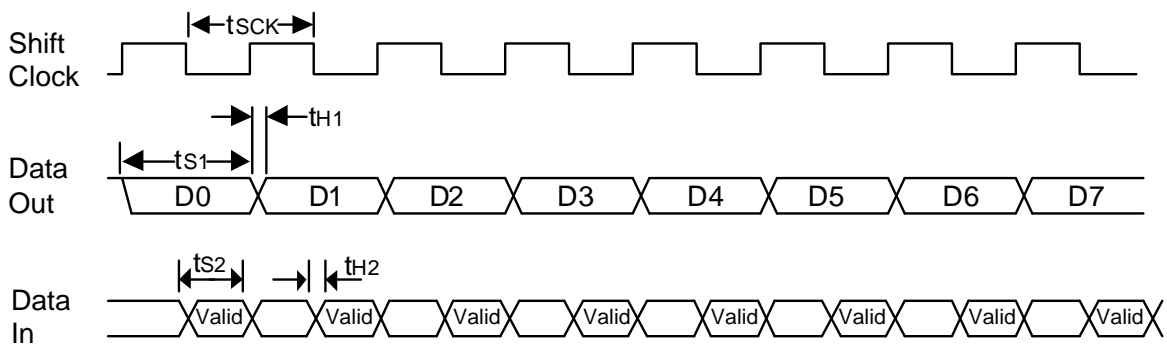 Shift
Clock
tSCK
tH1
Data
Out
tS1
D0 D1 D2 D3 D4 D5 D6 D7
tS2
tH2
Data
In
Valid Valid Valid Valid Valid Valid Valid Valid